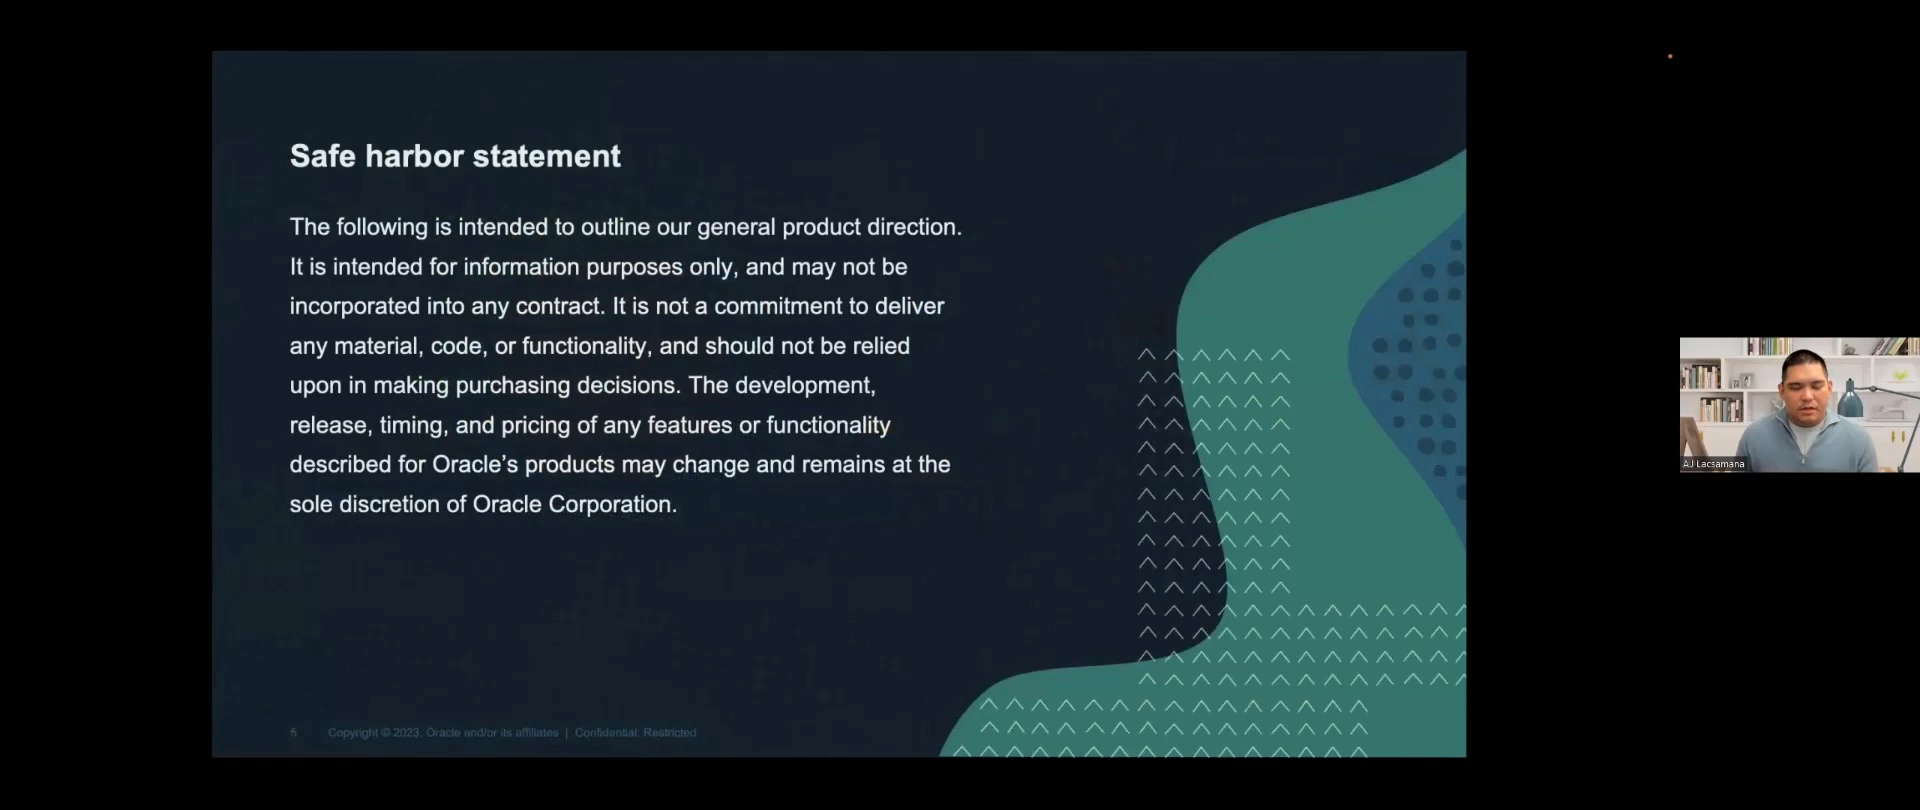 Safe harbor statement
The following is intended to outline our general product direction.
It is intended for information purposes only, and may not be
incorporated into any contract. It is not a commitment to deliver
any material, code, or functionality, and should not be relied
upon in making purchasing decisions. The development,
release, timing, and pricing of any features or functionality
described for Oracle’s products may change and remains at the
sole discretion of Oracle Corporation.
5 Copyright © 2023, Oracle and/or its affiliates | Confidential: Restricted
AJ Lacsamana